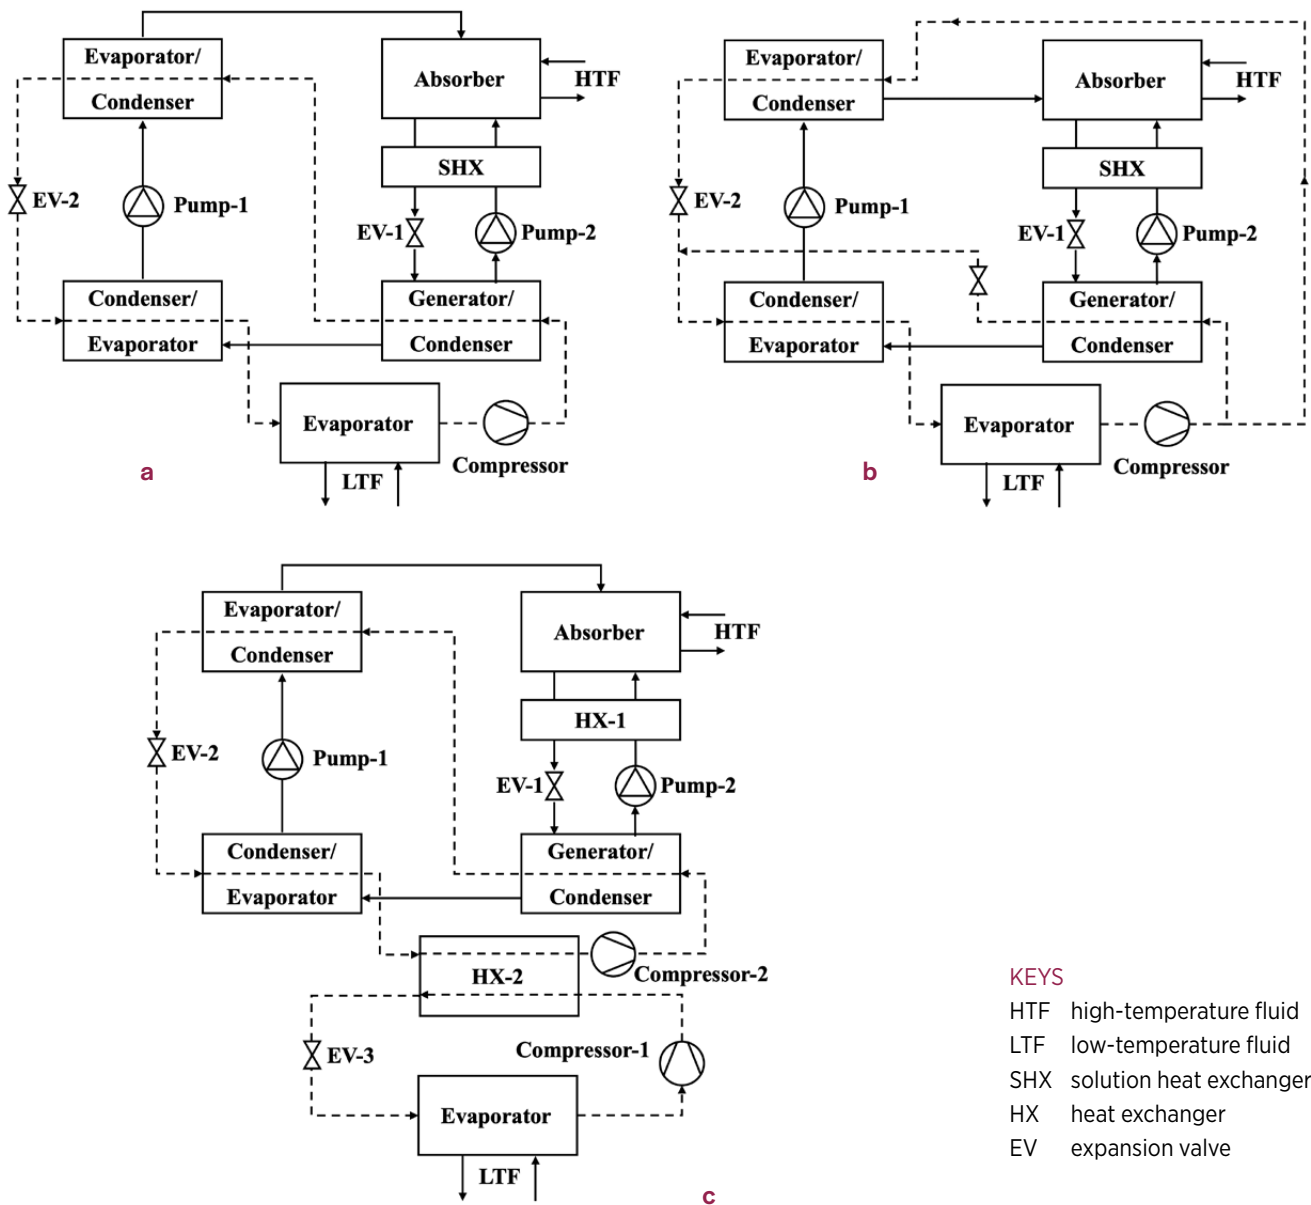 Evaporator/
Condenser
Absorber
HTF
SHX
EV-2
Pump-1
EV-1
Pump-2
Condenser/
Evaporator
Generator/
Condenser
Evaporator
Compressor
LTF
a
Evaporator/
Condenser
Absorber
HTF
SHX
EV-2
Pump-1
EV-1
Pump-2
Condenser/
Evaporator
Generator/
Condenser
Evaporator
Compressor
LTF
b
Evaporator/
Condenser
Absorber
HTF
HX-1
EV-2
Pump-1
EV-1
Pump-2
Condenser/
Evaporator
Generator/
Condenser
HX-2
Compressor-2
EV-3
Compressor-1
Evaporator
LTF
c
KEYS
HTF high-temperature fluid
LTF low-temperature fluid
SHX solution heat exchanger
HX heat exchanger
EV expansion valve